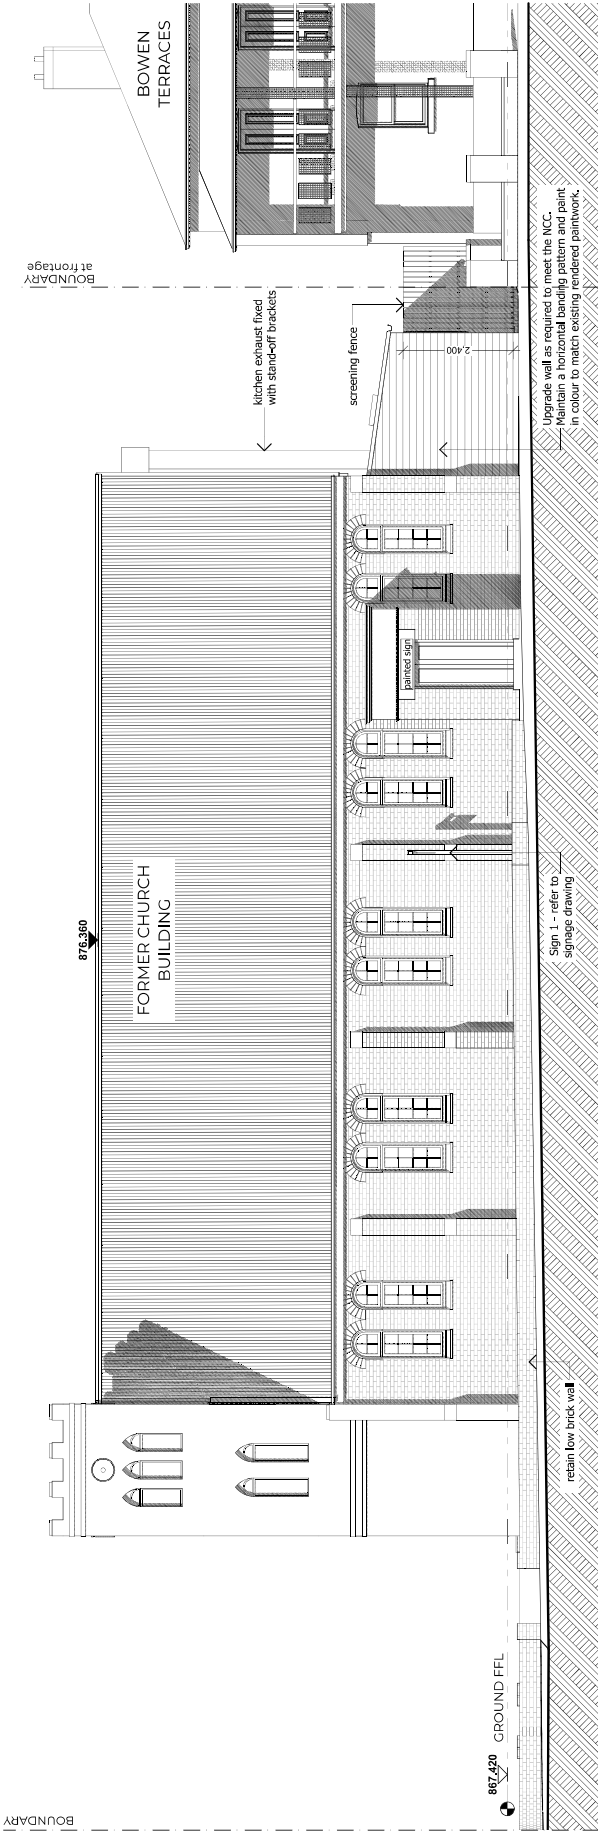 BOUNDARY
867.420
GROUND FFL
retain low brick wall
876.360
FORMER CHURCH
BUILDING
Sign 1 - refer to
signage drawing
painted sign
kitchen exhaust fixed
with stand-off brackets
screening fence
2,400
Upgrade wall as required to meet the NCC.
Maintain a horizontal banding pattern and paint
in colour to match existing rendered paintwork.
BOUNDARY
at frontage
BOWEN
TERRACES